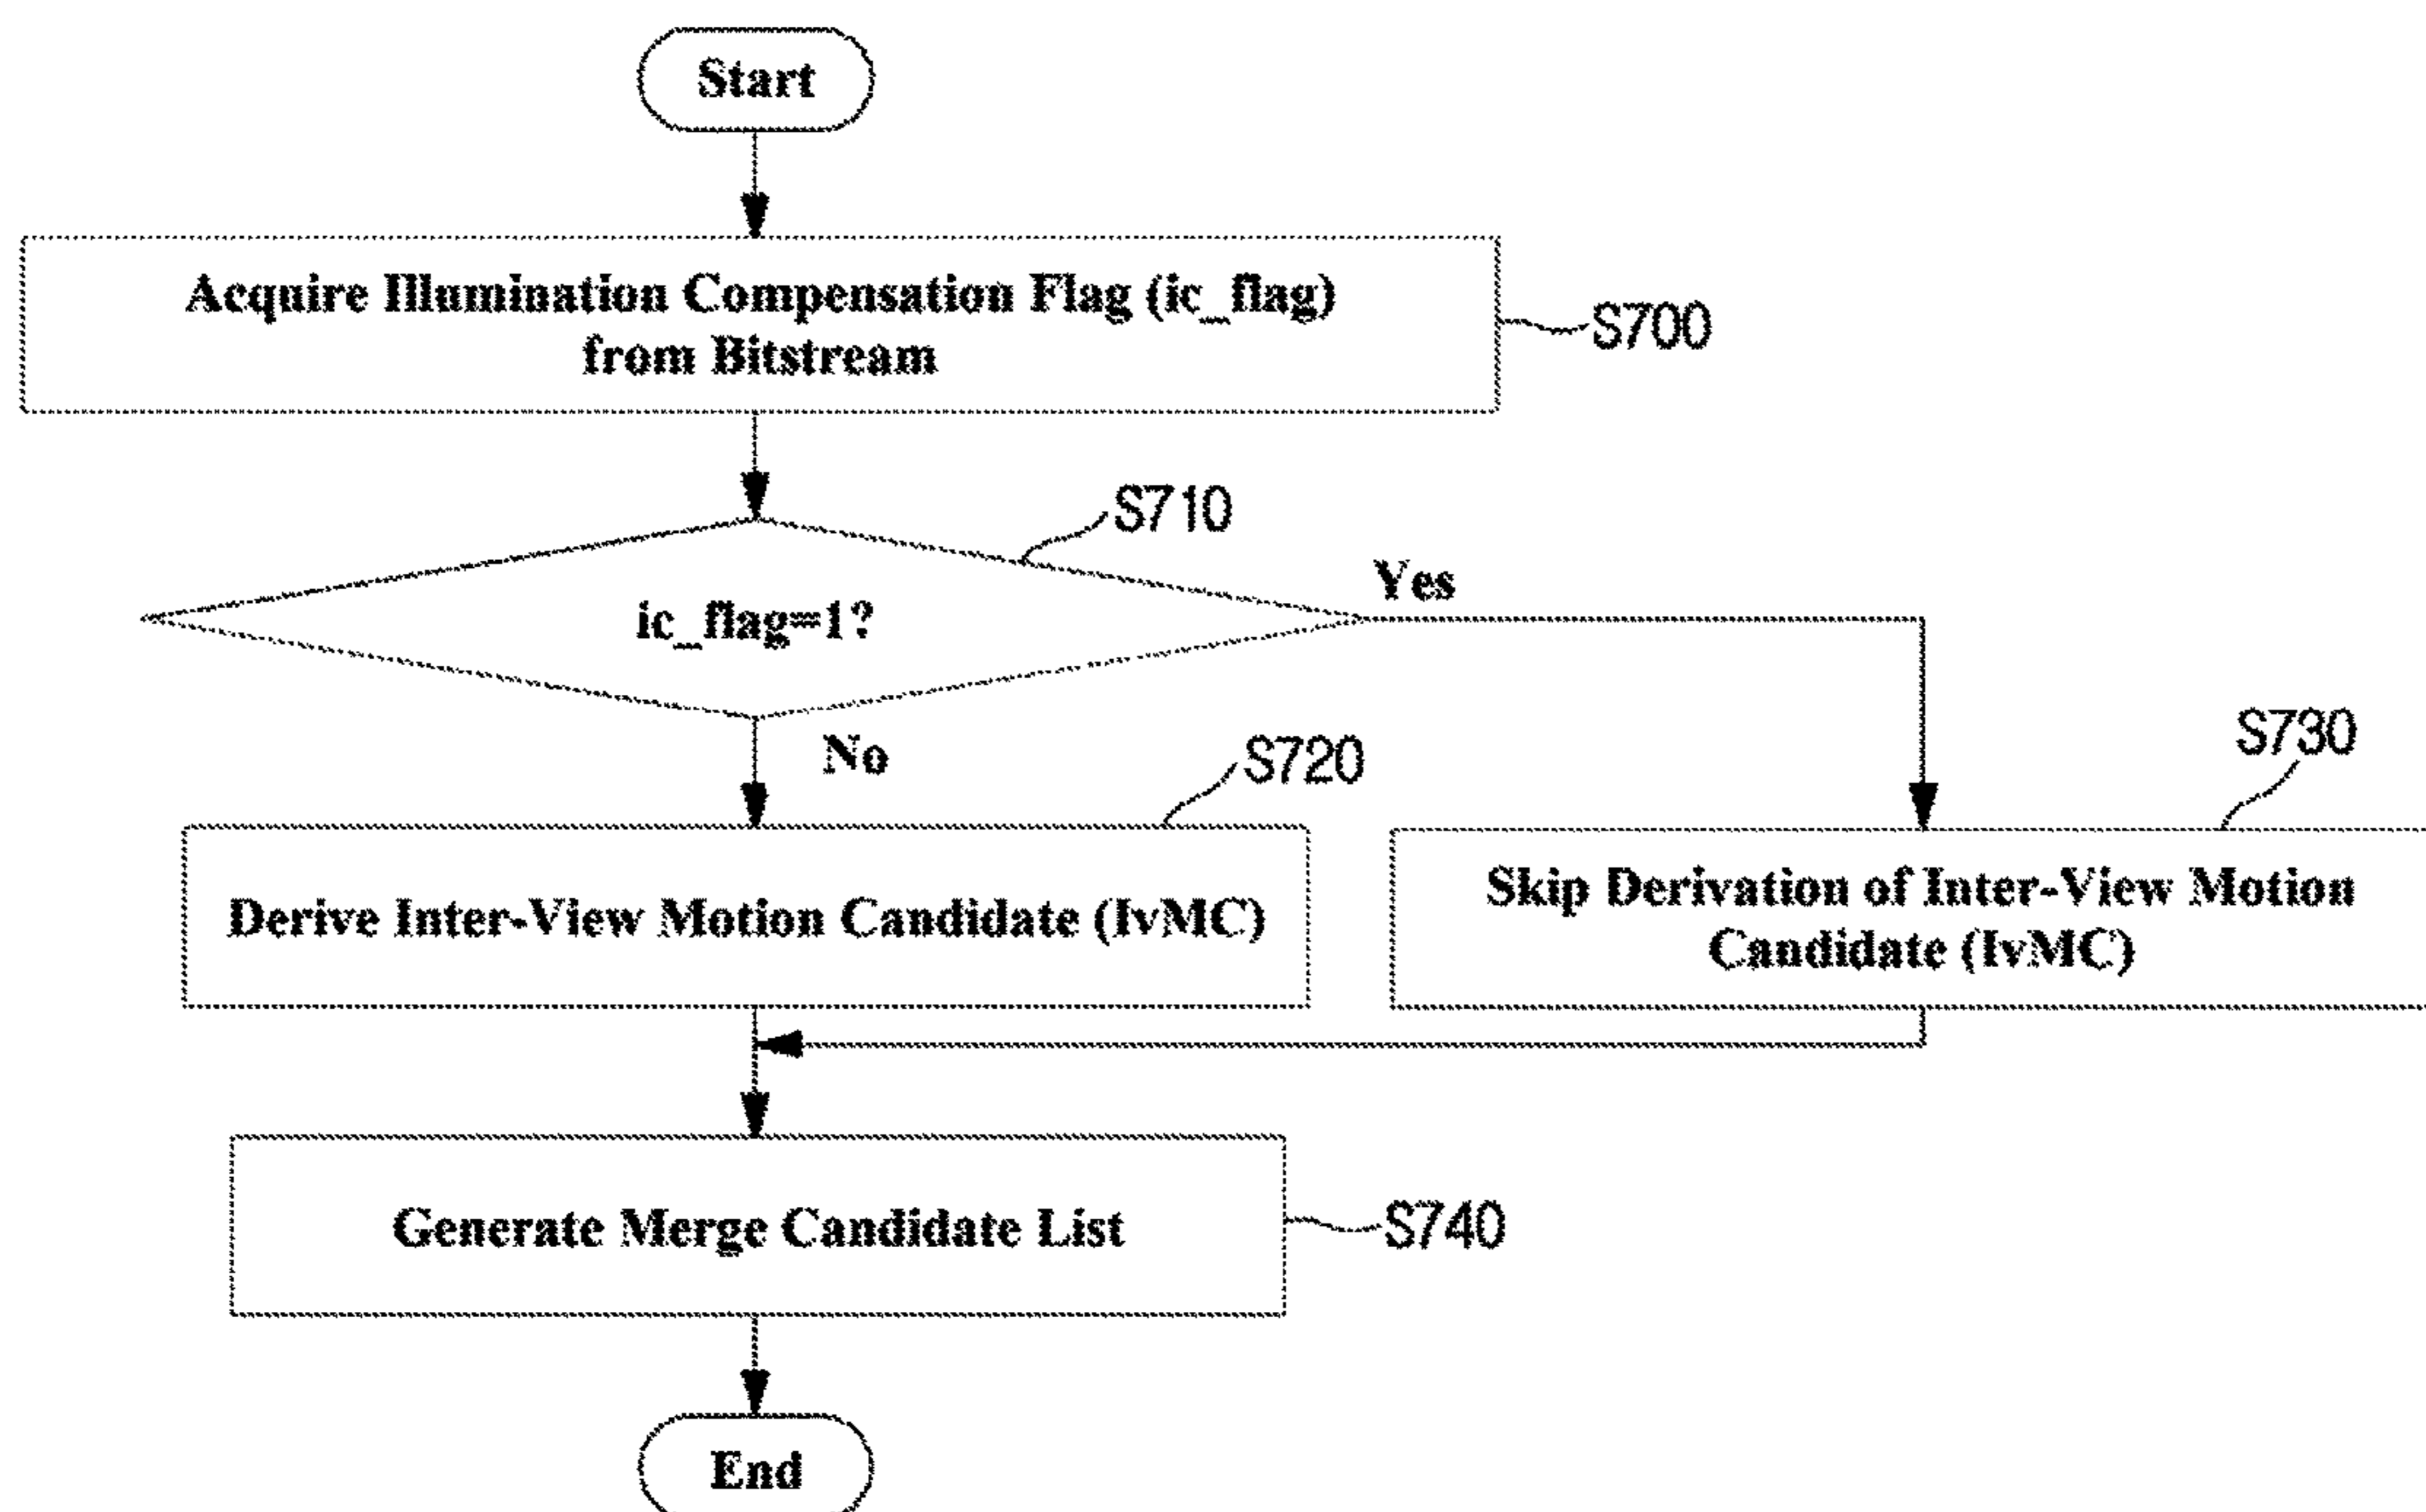 Start
Acquire Illumination Compensation Flag (ic_flag)
from Bitstream
S700
S710
ic_flag=1?
Yes
No
S720
S730
Derive Inter-View Motion Candidate (IvMC)
Skip Derivation of Inter-View Motion
Candidate (IvMC)
Generate Merge Candidate List
S740
End